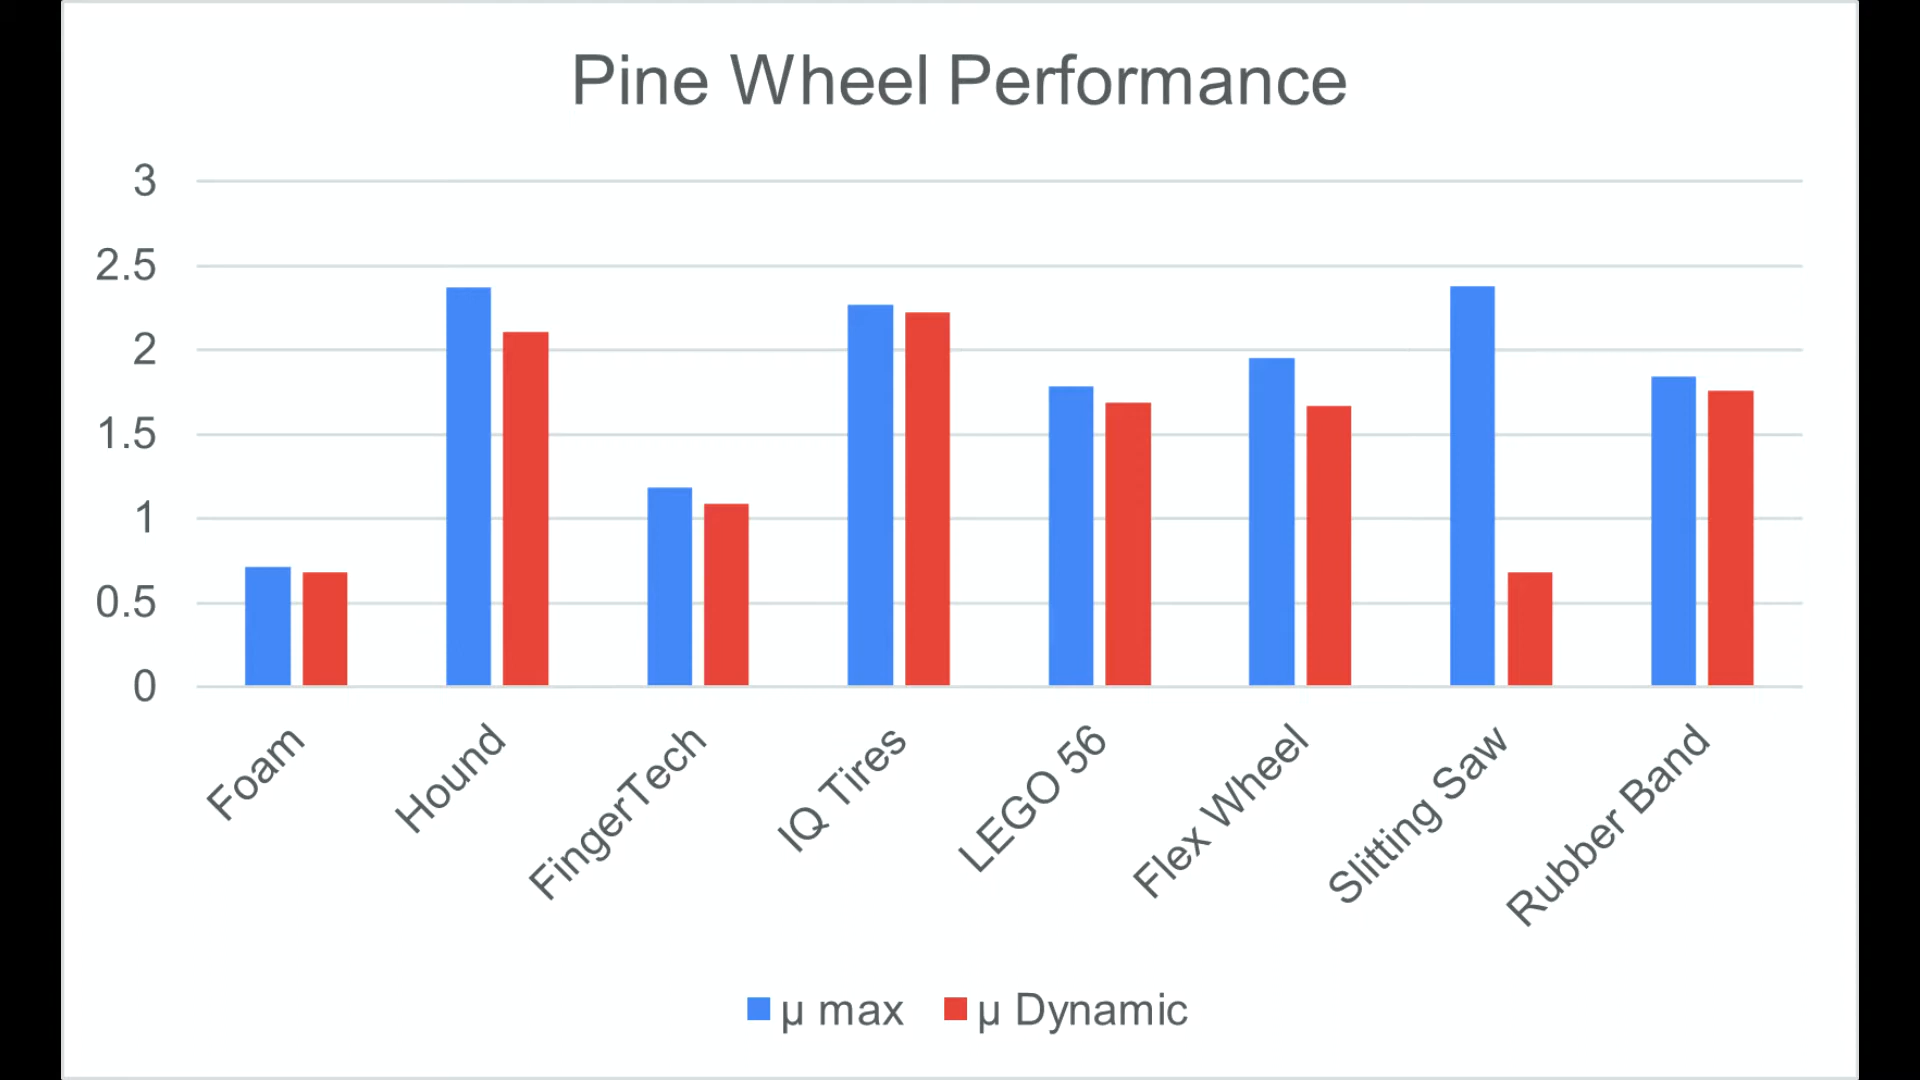 Pine Wheel Performance
3
2.5
2
1.5
1
0.5
0
Foam
Hound
FingerTech
IQ Tires
LEGO 56
Flex Wheel
Slitting Saw
Rubber Band
μ max
μ Dynamic